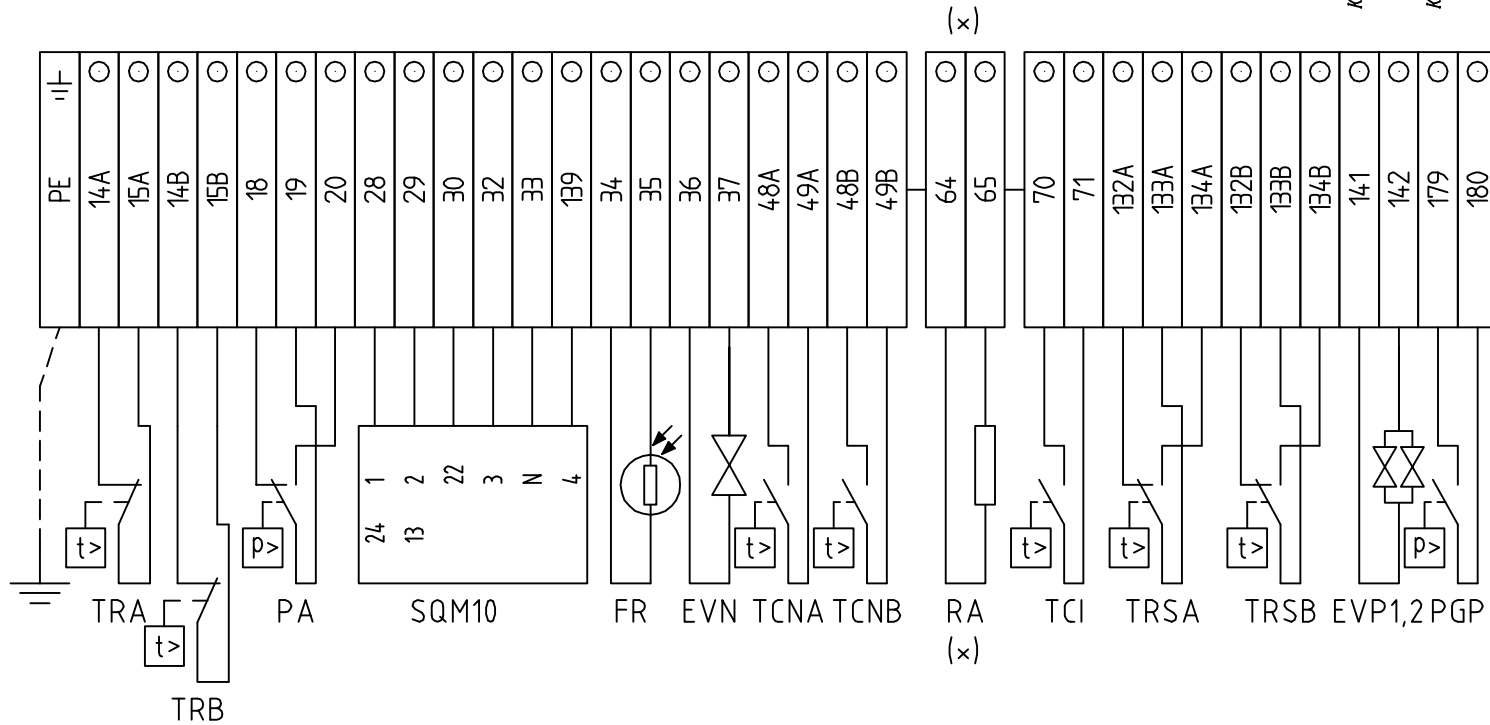 (x)
к
к
PE 14A 15A 14B 15B 18 19 20 28 29 30 32 33 139 34 35 36 37 48A 49A 48B 49B 64 65 70 71 132A 133A 134A 132B 133B 134B 141 142 179 180
1 2 22 3 N 4
24 13
t> p> t> t> t> t> t> p>
TRA PA SQM10 FR EVN TCNA TCNB RA TCI TRSA TRSB EVP1,2 PGP
t> (x)
TRB